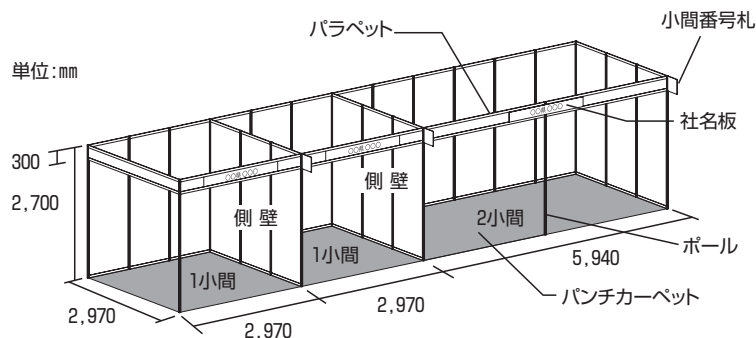 パラペット
小間番号札
単位:mm
社名板
300
2,700
側 壁
側 壁
1小間
1小間
2小間
ポール
パンチカーペット
5,940
2,970
2,970
2,970